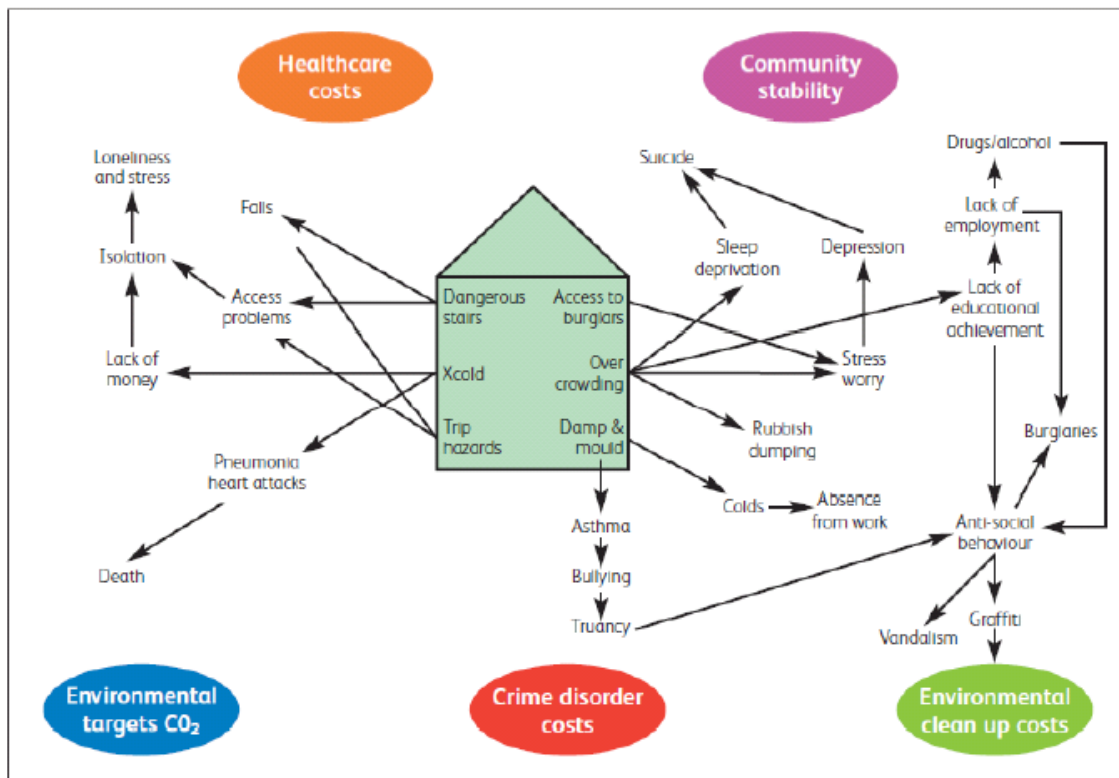 Healthcare
costs
Community
stability
Loneliness
and stress
Falls
Isolation
Access
problems
Lack of
money
Pneumonia
heart attacks
Death
Dangerous
stairs
Xcold
Trip
hazards
Access to
burglars
Over
crowding
Damp &
mould
Suicide
Sleep
deprivation
Depression
Stress
worry
Rubbish
dumping
Colds
Absence
from work
Asthma
Bullying
Truancy
Drugs/alcohol
Lack of
employment
Lack of
educational
achievement
Burglaries
Anti-social
behaviour
Vandalism
Graffiti
Environmental
targets CO₂
Crime disorder
costs
Environmental
clean up costs